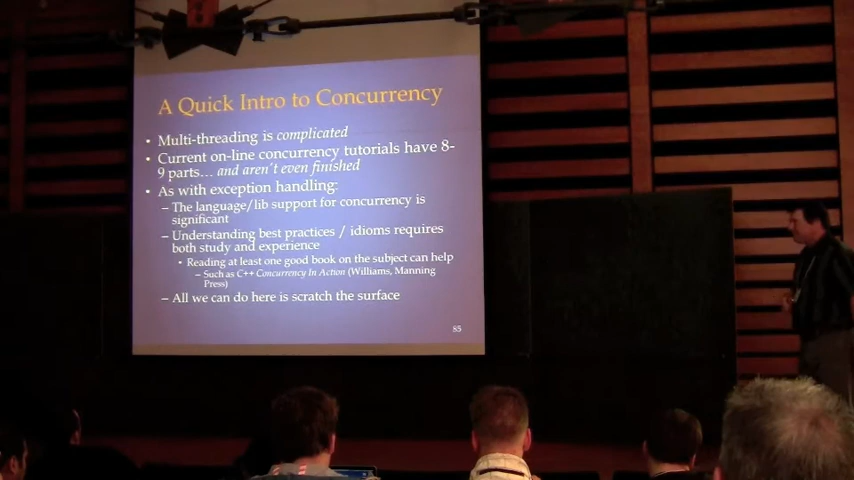 A Quick Intro to Concurrency
• Multi-threading is complicated
• Current on-line concurrency tutorials have 8-
9 parts... and aren't even finished
• As with exception handling:
– The language/lib support for concurrency is
significant
– Understanding best practices / idioms requires
both study and experience
• Reading at least one good book on the subject can help
– Such as C++ Concurrency In Action (Williams, Manning
Press)
– All we can do here is scratch the surface
85